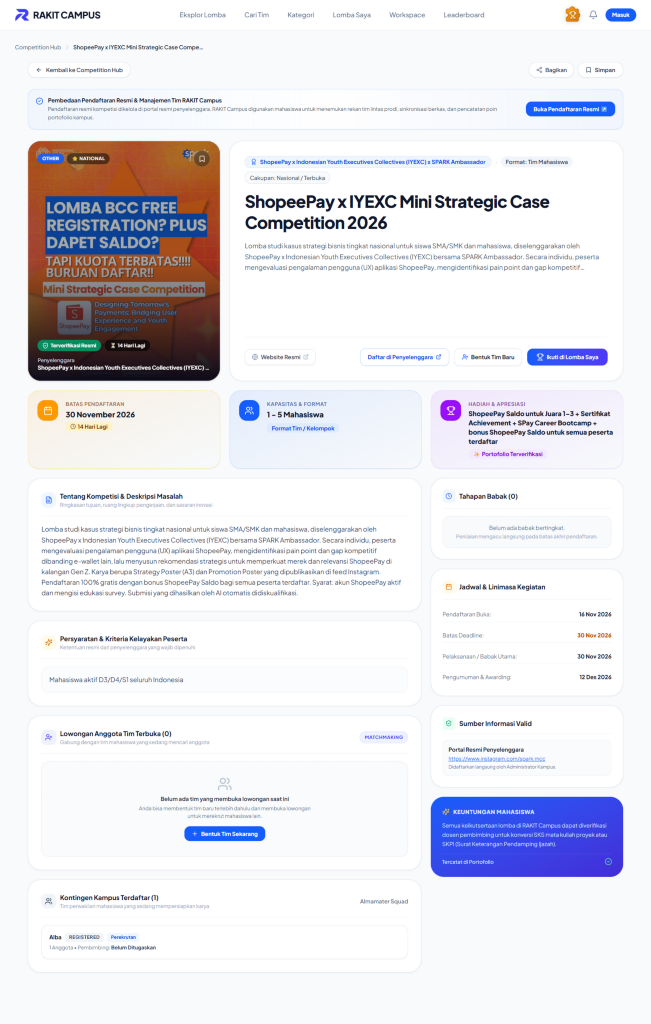 RAKIT CAMPUS
Eksplor Lomba
Cari Tim
Kategori
Lomba Saya
Workspace
Leaderboard
Masuk
Competition Hub
ShopeePay x IYEXC Mini Strategic Case Compe...
Kembali ke Competition Hub
Bagikan
Simpan
Pembedaan Pendaftaran Resmi & Manajemen Tim RAKIT Campus
Pendaftaran resmi kompetisi dikelola di portal resmi penyelenggara. RAKIT Campus digunakan mahasiswa untuk menemukan rekan tim lintas prodi, sinkronisasi berkas, dan pencatatan poin
portofolio kampus.
Buka Pendaftaran Resmi
OTHER
NATIONAL
LOMBA BCC FREE
REGISTRATION? PLUS
DAPET SALDO?
TAPI KUOTA TERBATAS!!!!
BURUAN DAFTAR!!
Mini Strategic Case Competition
ShopeePay
Designing Tomorrow's
Payments: Bridging User
Experience and Youth
Engagement
Terverifikasi Resmi
14 Hari Lagi
Penyelenggara
ShopeePay x Indonesian Youth Executives Collectives (IYEXC) ...
ShopeePay x Indonesian Youth Executives Collectives (IYEXC) x SPARK Ambassador
Format: Tim Mahasiswa
Cakupan: Nasional / Terbuka
ShopeePay x IYEXC Mini Strategic Case
Competition 2026
Lomba studi kasus strategi bisnis tingkat nasional untuk siswa SMA/SMK dan mahasiswa, diselenggarakan oleh
ShopeePay x Indonesian Youth Executives Collectives (IYEXC) bersama SPARK Ambassador. Secara individu, peserta
mengevaluasi pengalaman pengguna (UX) aplikasi ShopeePay, mengidentifikasi pain point dan gap kompetitif...
Website Resmi
Daftar di Penyelenggara
Bentuk Tim Baru
Ikuti di Lomba Saya
BATAS PENDAFTARAN
30 November 2026
14 Hari Lagi
KAPASITAS & FORMAT
1 - 5 Mahasiswa
Format Tim / Kelompok
HADIAH & APRESIASI
ShopeePay Saldo untuk Juara 1–3 + Sertifikat
Achievement + SPay Career Bootcamp +
bonus ShopeePay Saldo untuk semua peserta
terdaftar
Portofolio Terverifikasi
Tentang Kompetisi & Deskripsi Masalah
Ringkasan tujuan, ruang lingkup pengerjaan, dan sasaran inovasi
Lomba studi kasus strategi bisnis tingkat nasional untuk siswa SMA/SMK dan mahasiswa, diselenggarakan oleh
ShopeePay x Indonesian Youth Executives Collectives (IYEXC) bersama SPARK Ambassador. Secara individu, peserta
mengevaluasi pengalaman pengguna (UX) aplikasi ShopeePay, mengidentifikasi pain point dan gap kompetitif
dibanding e-wallet lain, lalu menyusun rekomendasi strategis untuk memperkuat merek dan relevansi ShopeePay di
kalangan Gen Z. Karya berupa Strategy Poster (A3) dan Promotion Poster yang dipublikasikan di feed Instagram.
Pendaftaran 100% gratis dengan bonus ShopeePay Saldo bagi semua peserta terdaftar. Syarat: akun ShopeePay aktif
dan mengisi edukasi survey. Submisi yang dihasilkan oleh AI otomatis didiskualifikasi.
Persyaratan & Kriteria Kelayakan Peserta
Ketentuan resmi dari penyelenggara yang wajib dipenuhi
Mahasiswa aktif D3/D4/S1 seluruh Indonesia
Lowongan Anggota Tim Terbuka (0)
Gabung dengan tim mahasiswa yang sedang mencari anggota
MATCHMAKING
Belum ada tim yang membuka lowongan saat ini
Anda bisa membentuk tim baru terlebih dahulu dan membuka lowongan
untuk merekrut mahasiswa lain.
Bentuk Tim Sekarang
Kontingen Kampus Terdaftar (1)
Tim perwakilan mahasiswa yang sedang mempersiapkan karya
Almamater Squad
Alba
REGISTERED
Perekrutan
1 Anggota • Pembimbing: Belum Ditugaskan
Tahapan Babak (0)
Belum ada babak bertingkat.
Penilaian mengacu langsung pada batas akhir pendaftaran.
Jadwal & Linimasa Kegiatan
Pendaftaran Buka:
16 Nov 2026
Batas Deadline:
30 Nov 2026
Pelaksanaan / Babak Utama:
30 Nov 2026
Pengumuman & Awarding:
12 Des 2026
Sumber Informasi Valid
Portal Resmi Penyelenggara
https://www.instagram.com/spark.mcc
Didaftarkan langsung oleh Administrator Kampus.
KEUNTUNGAN MAHASISWA
Semua keikutsertaan lomba di RAKIT Campus dapat diverifikasi
dosen pembimbing untuk konversi SKS mata kuliah proyek atau
SKPI (Surat Keterangan Pendamping Ijazah).
Tercatat di Portofolio